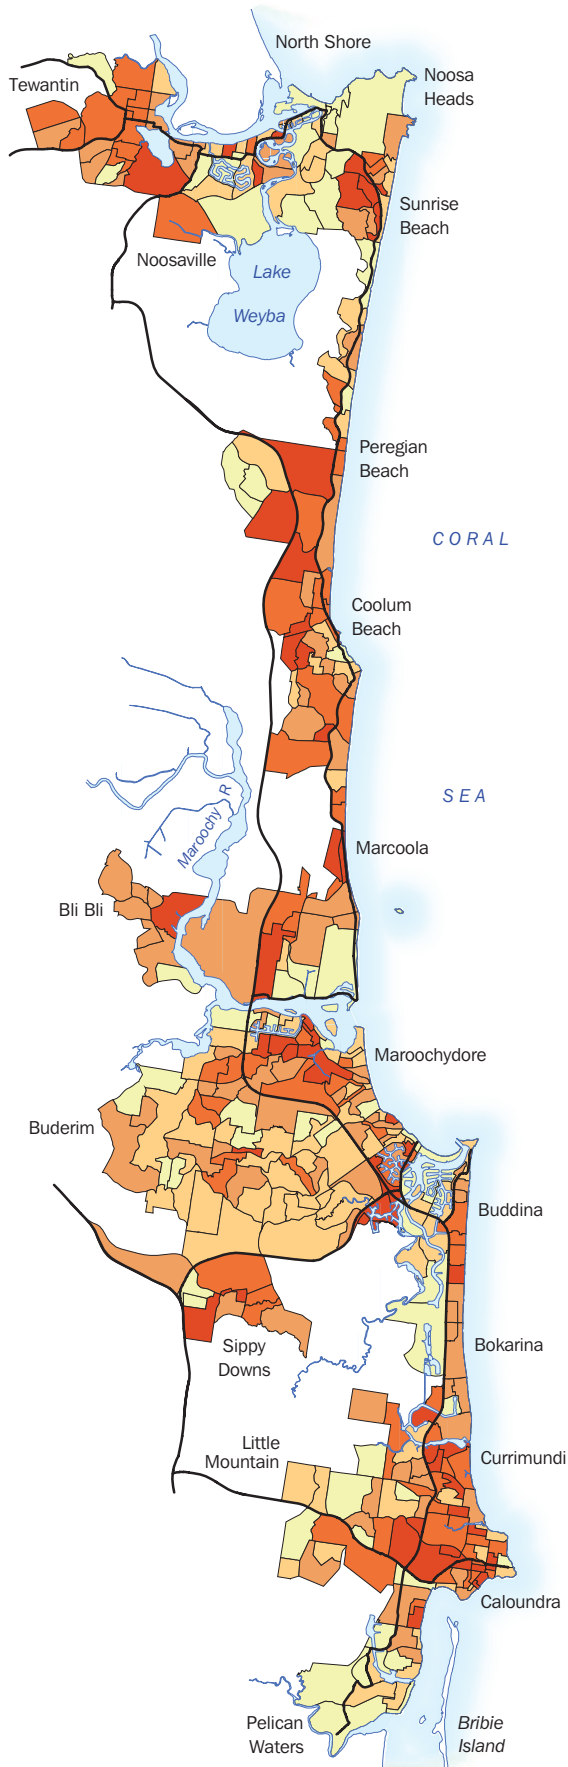 North Shore
Tewantin
Noosa
Heads
Sunrise
Beach
Noosaville
Lake
Weyba
Peregian
Beach
CORAL
Coolum
Beach
SEA
Maroochy R
Marcoola
Bli Bli
Maroochydore
Buderim
Buddina
Sippy
Downs
Bokarina
Little
Mountain
Currimundi
Caloundra
Pelican
Waters
Bribie
Island